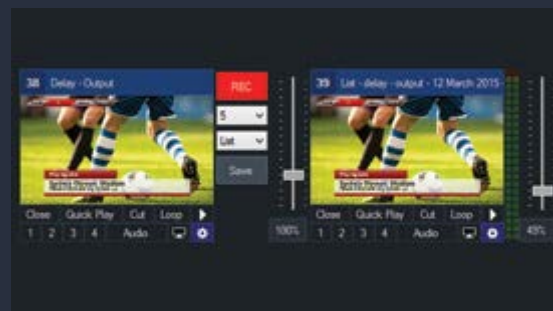 38 Delay - Output
REC
5
List
Save
Close Quick Play Cut Loop
1 2 3 4 Audio
100%
39 List - delay - output - 12 March 2015 -
Close Quick Play Cut Loop
1 2 3 4 Audio
49%